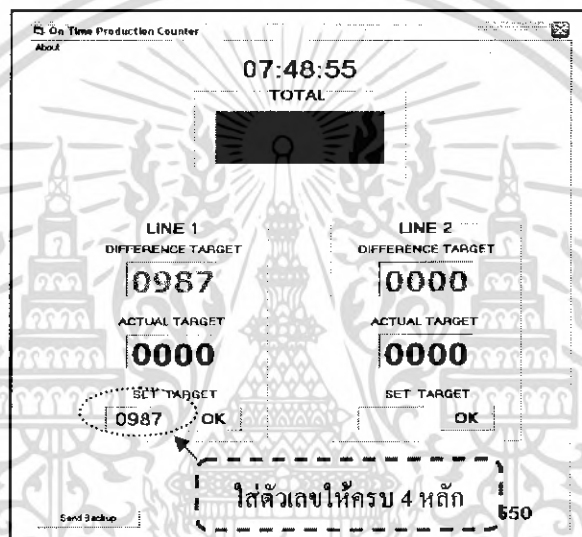 On Time Production Counter
About
07:48:55
TOTAL
LINE 1
LINE 2
DIFFERENCE TARGET
DIFFERENCE TARGET
0987
0000
ACTUAL TARGET
ACTUAL TARGET
0000
0000
SET TARGET
SET TARGET
0987 OK
OK
ใส่ตัวเลขให้ครบ 4 หลัก
550
Send Backup